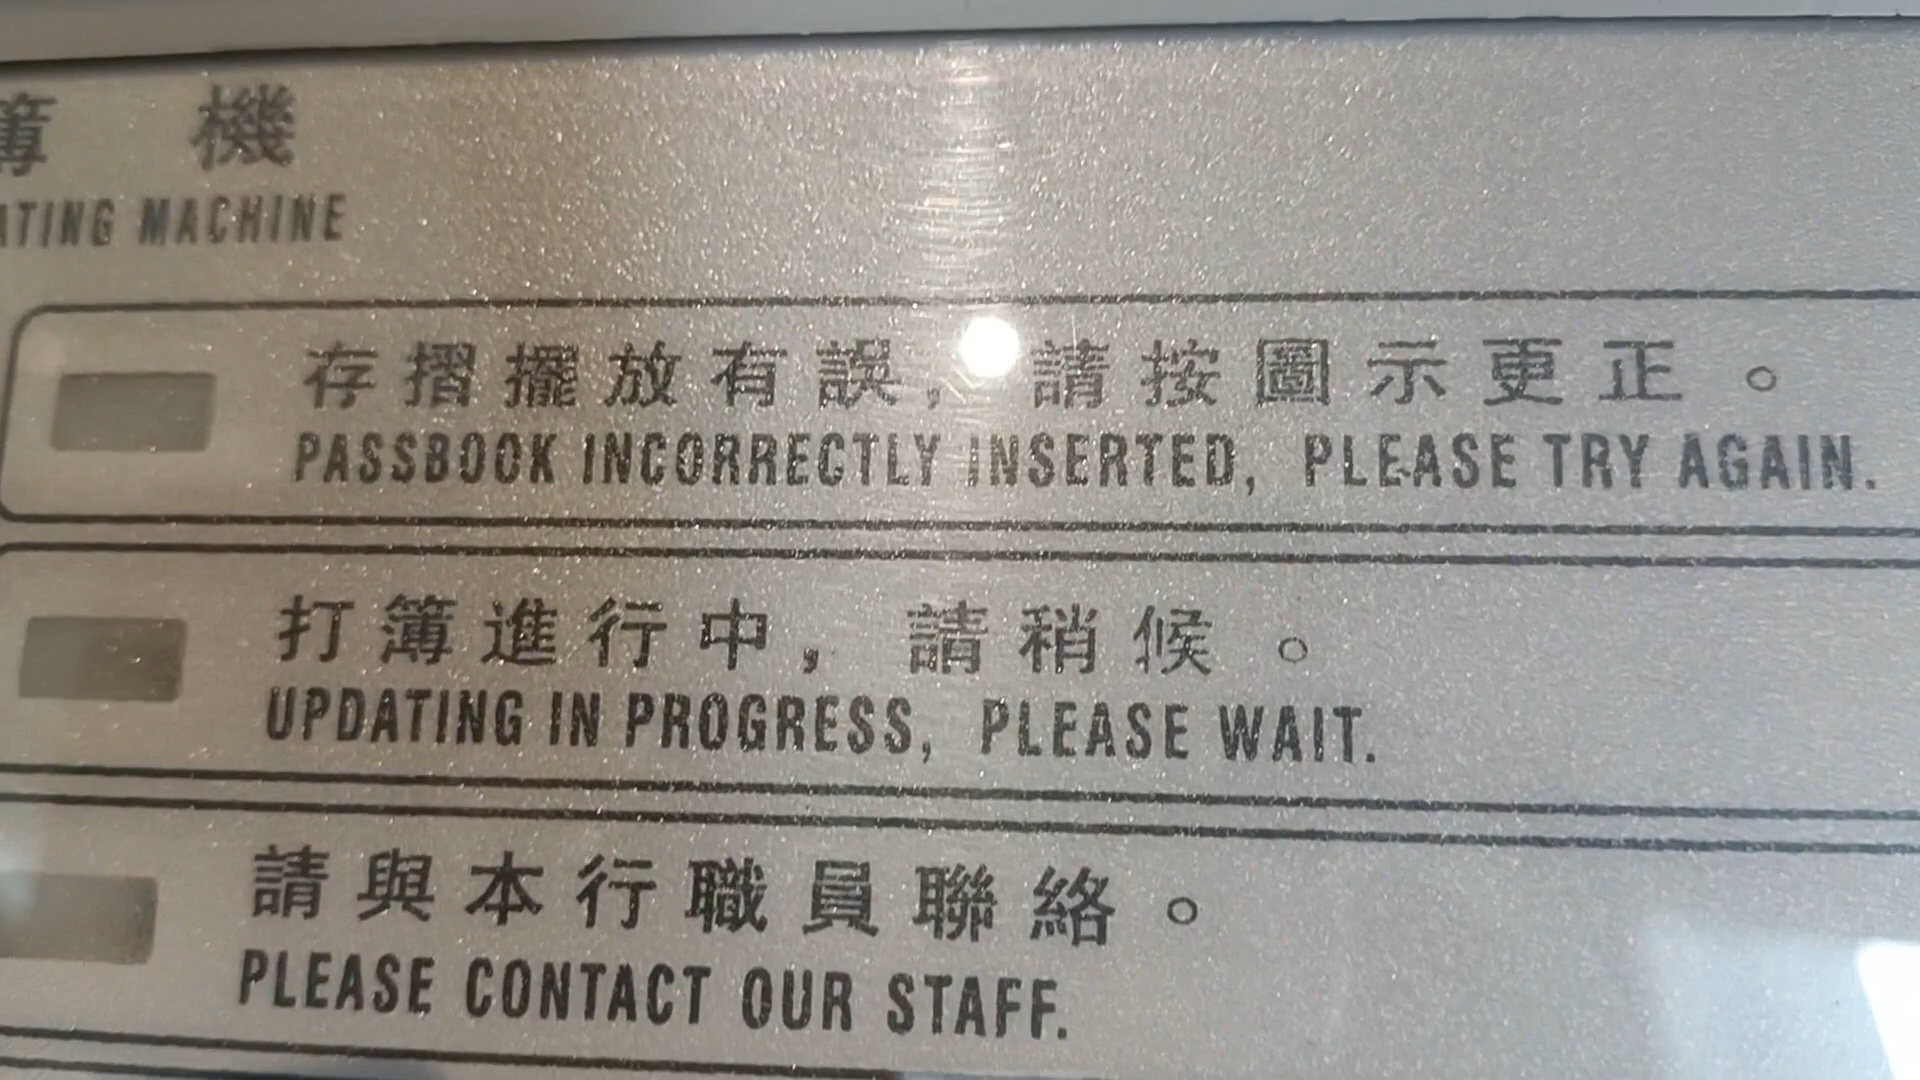 簿 機
ATING MACHINE
存摺擺放有誤，請按圖示更正。
PASSBOOK INCORRECTLY INSERTED, PLEASE TRY AGAIN.
打簿進行中，請稍候。
UPDATING IN PROGRESS, PLEASE WAIT.
請與本行職員聯絡。
PLEASE CONTACT OUR STAFF.